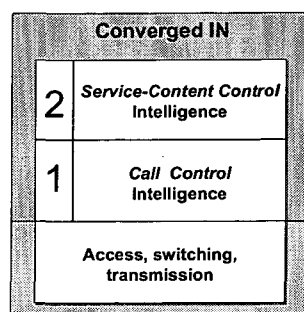 Converged IN
2
Service-Content Control
Intelligence
1
Call Control
Intelligence
Access, switching,
transmission